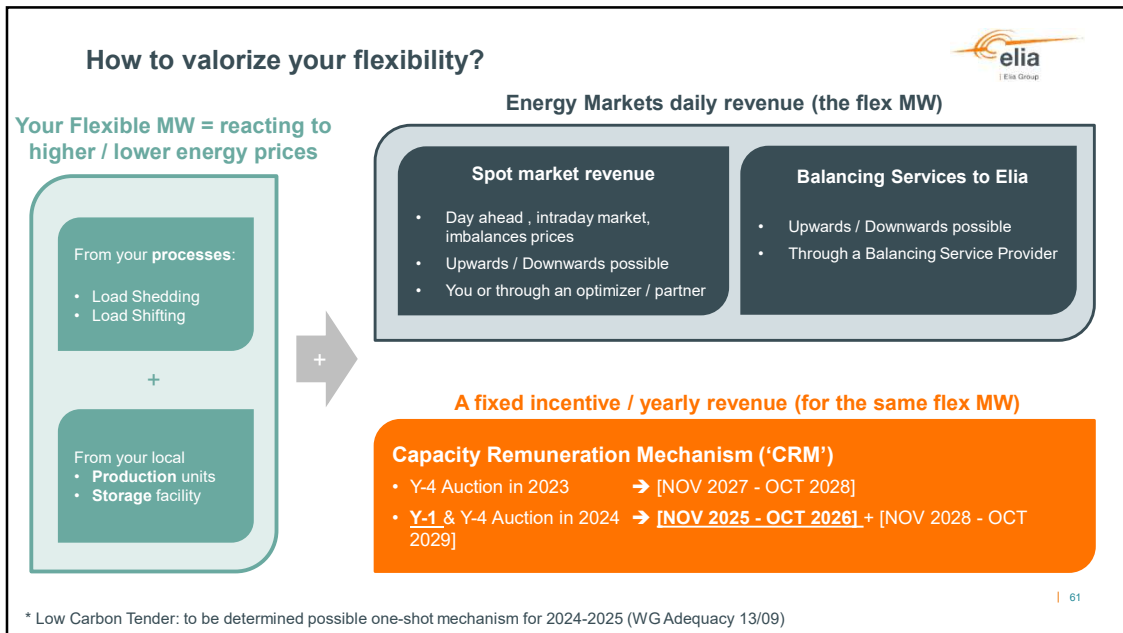 How to valorize your flexibility?
elia
| Elia Group
Your Flexible MW = reacting to
higher / lower energy prices
From your processes:
• Load Shedding
• Load Shifting
+
From your local
• Production units
• Storage facility
+
Energy Markets daily revenue (the flex MW)
Spot market revenue
• Day ahead , intraday market,
imbalances prices
• Upwards / Downwards possible
• You or through an optimizer / partner
Balancing Services to Elia
• Upwards / Downwards possible
• Through a Balancing Service Provider
A fixed incentive / yearly revenue (for the same flex MW)
Capacity Remuneration Mechanism (‘CRM’)
• Y-4 Auction in 2023 ➔ [NOV 2027 - OCT 2028]
• Y-1 & Y-4 Auction in 2024 ➔ [NOV 2025 - OCT 2026] + [NOV 2028 - OCT
2029]
| 61
* Low Carbon Tender: to be determined possible one-shot mechanism for 2024-2025 (WG Adequacy 13/09)